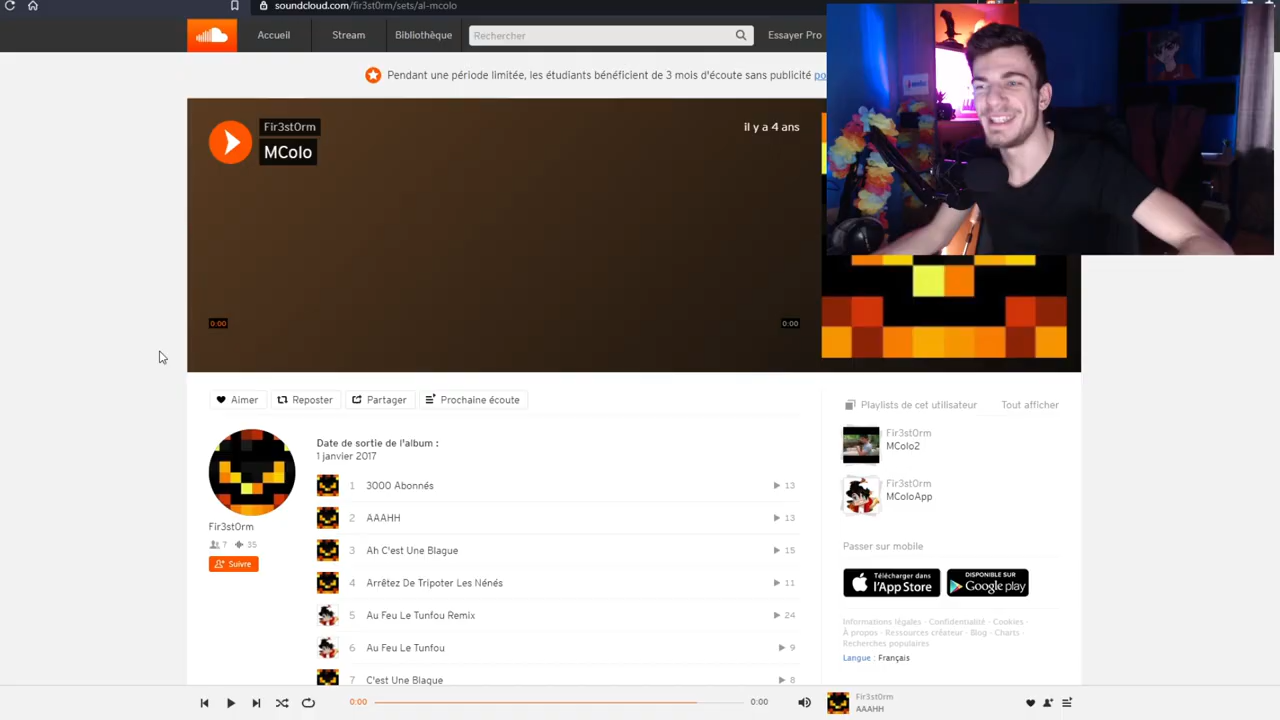 soundcloud.com/fir3st0rm/sets/al-mcolo
Accueil
Stream
Bibliothèque
Rechercher
Essayer Pro
Pendant une période limitée, les étudiants bénéficient de 3 mois d'écoute sans publicité po
Fir3st0rm
MColo
il y a 4 ans
0:00
0:00
Aimer
Reposter
Partager
Prochaine écoute
Playlists de cet utilisateur
Tout afficher
Fir3st0rm
MColo2
Fir3st0rm
MColoApp
Fir3st0rm
7
35
Suivre
Date de sortie de l'album :
1 janvier 2017
1 3000 Abonnés 13
2 AAAHH 13
3 Ah C'est Une Blague 15
4 Arrêtez De Tripoter Les Nénés 11
5 Au Feu Le Tunfou Remix 24
6 Au Feu Le Tunfou 9
7 C'est Une Blague 8
Passer sur mobile
Télécharger dans
l'App Store
DISPONIBLE SUR
Google play
Informations légales - Confidentialité - Cookies -
À propos - Ressources créateur - Blog - Charts -
Recherches populaires
Langue : Français
0:00
0:00
Fir3st0rm
AAAHH